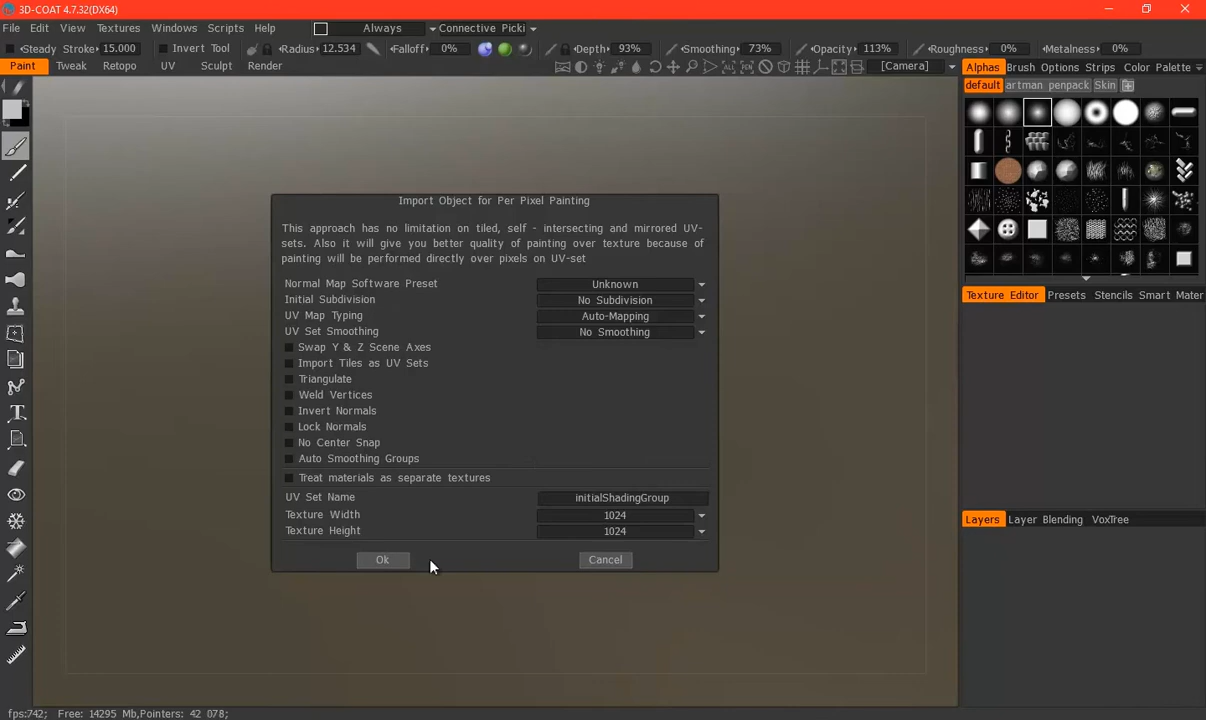 3D-COAT 4.7.32(DX64)
File Edit View Textures Windows Scripts Help Always Connective Picki
Steady Stroke 15.000 Invert Tool Radius 12.534 Falloff 0% Depth 93% Smoothing 73% Opacity 113% Roughness 0% Metalness 0%
Paint Tweak Retopo UV Sculpt Render [Camera]
Alphas Brush Options Strips Color Palette
default artman penpack Skin
Import Object for Per Pixel Painting
This approach has no limitation on tiled, self - intersecting and mirrored UV-
sets. Also it will give you better quality of painting over texture because of
painting will be performed directly over pixels on UV-set
Normal Map Software Preset Unknown
Initial Subdivision No Subdivision
UV Map Typing Auto-Mapping
UV Set Smoothing No Smoothing
Swap Y & Z Scene Axes
Import Tiles as UV Sets
Triangulate
Weld Vertices
Invert Normals
Lock Normals
No Center Snap
Auto Smoothing Groups
Treat materials as separate textures
UV Set Name initialShadingGroup
Texture Width 1024
Texture Height 1024
Ok Cancel
Texture Editor Presets Stencils Smart Mater
Layers Layer Blending VoxTree
fps:742; Free: 14295 Mb,Pointers: 42 078;